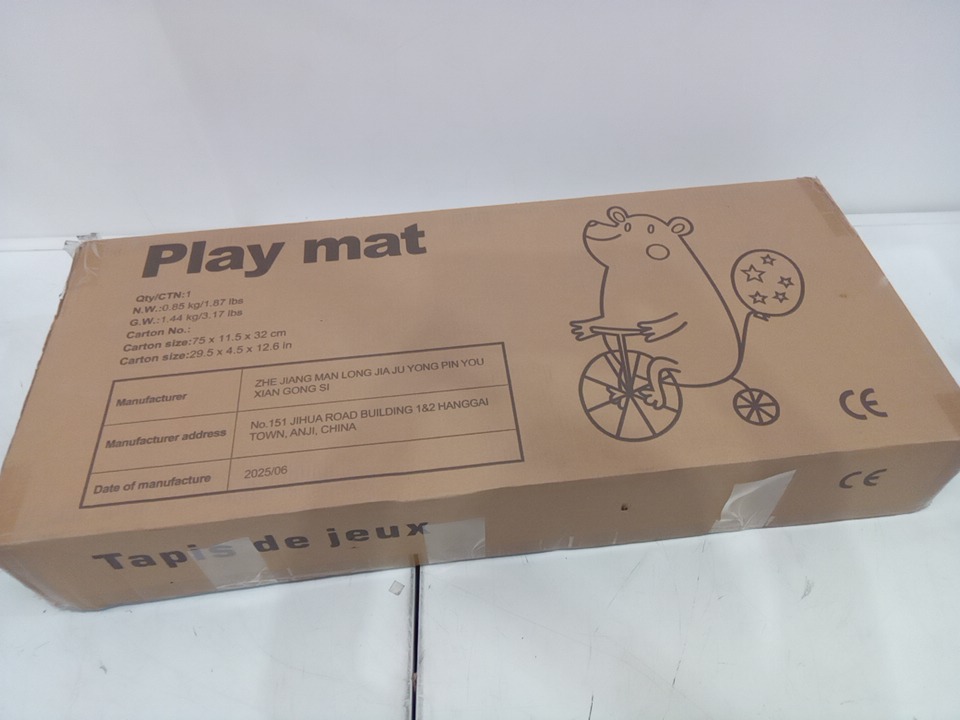 Play mat
Qty/CTN:1
N.W.:0.85 kg/1.87 lbs
G.W.:1.44 kg/3.17 lbs
Carton No.:
Carton size:75 x 11.5 x 32 cm
Carton size:29.5 x 4.5 x 12.6 in
Manufacturer
ZHE JIANG MAN LONG JIA JU YONG PIN YOU
XIAN GONG SI
Manufacturer address
No.151 JIHUA ROAD BUILDING 1&2 HANGGAI
TOWN, ANJI, CHINA
Date of manufacture
2025/06
CE
CE
Tapis de jeux